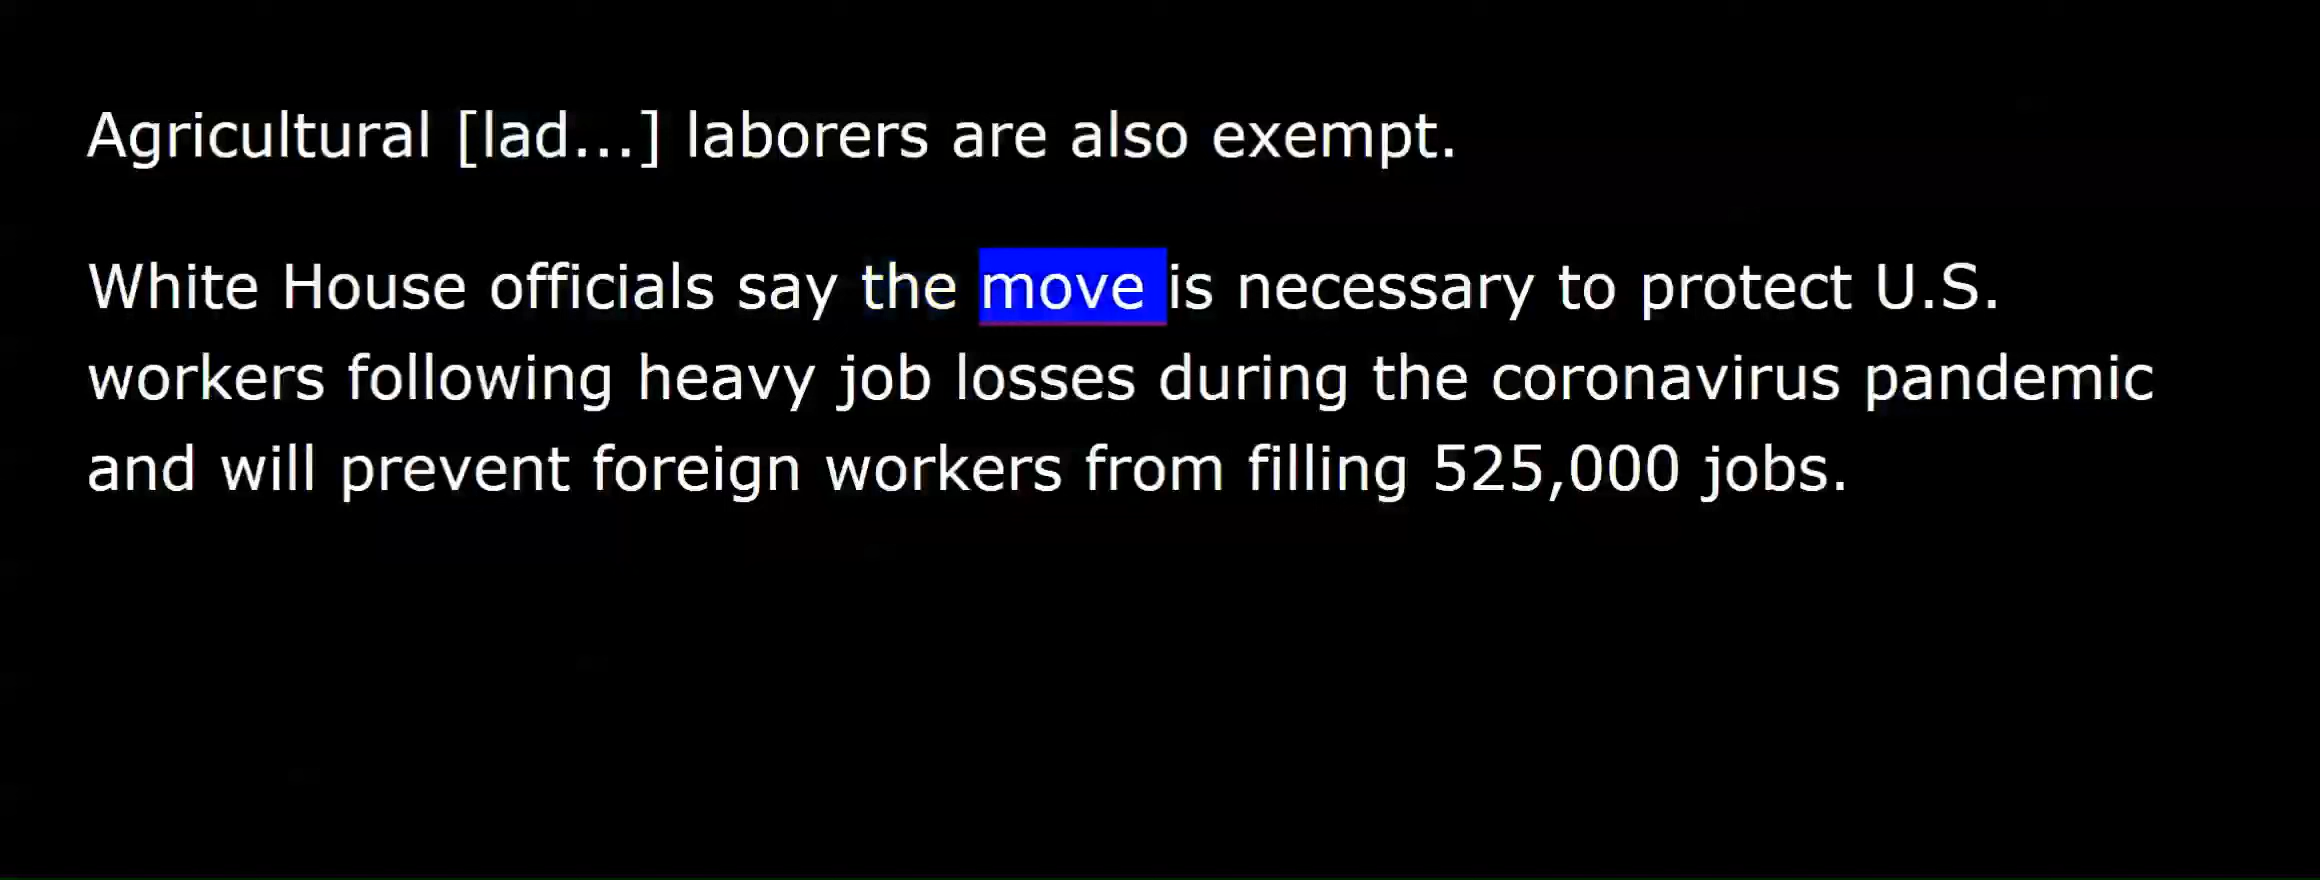 Agricultural [lad...] laborers are also exempt.
White House officials say the move is necessary to protect U.S.
workers following heavy job losses during the coronavirus pandemic
and will prevent foreign workers from filling 525,000 jobs.